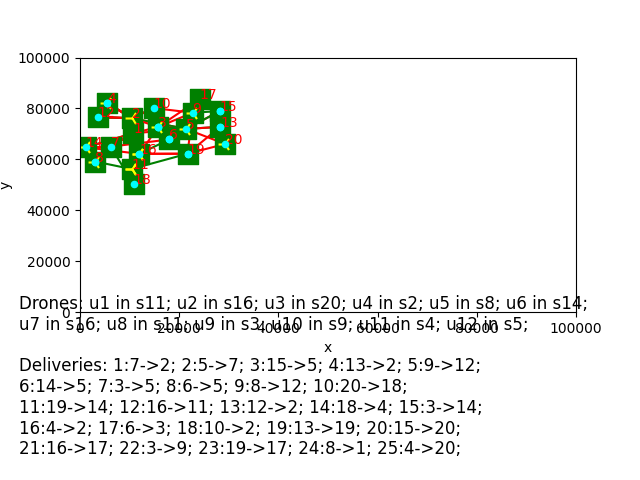 100000
80000
60000
40000
20000
0
y
17
20
0 20000 40000 60000 80000 100000
x
Drones: u1 in s11; u2 in s16; u3 in s20; u4 in s2; u5 in s8; u6 in s14;
u7 in s16; u8 in s11; u9 in s3; u10 in s9; u11 in s4; u12 in s5;
Deliveries: 1:7->2; 2:5->7; 3:15->5; 4:13->2; 5:9->12;
6:14->5; 7:3->5; 8:6->5; 9:8->12; 10:20->18;
11:19->14; 12:16->11; 13:12->2; 14:18->4; 15:3->14;
16:4->2; 17:6->3; 18:10->2; 19:13->19; 20:15->20;
21:16->17; 22:3->9; 23:19->17; 24:8->1; 25:4->20;